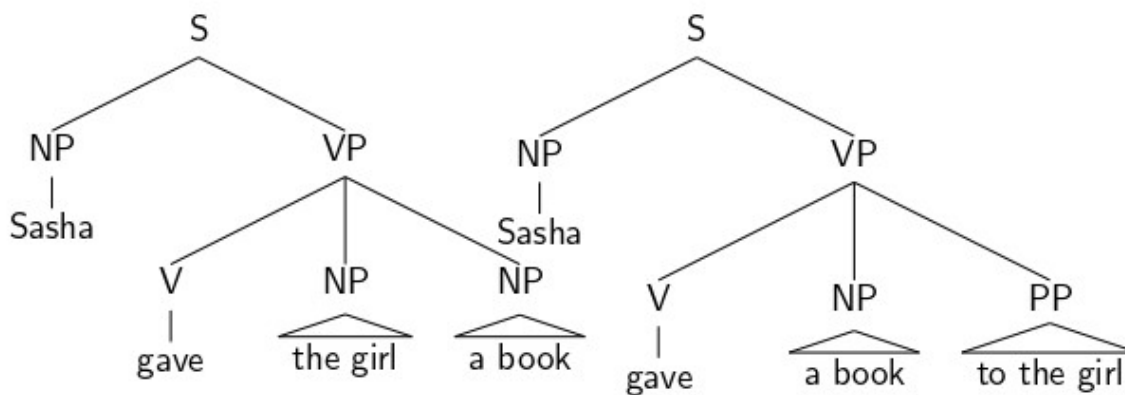 S S
NP VP NP VP
Sasha Sasha
V NP NP V NP PP
gave the girl a book gave a book to the girl